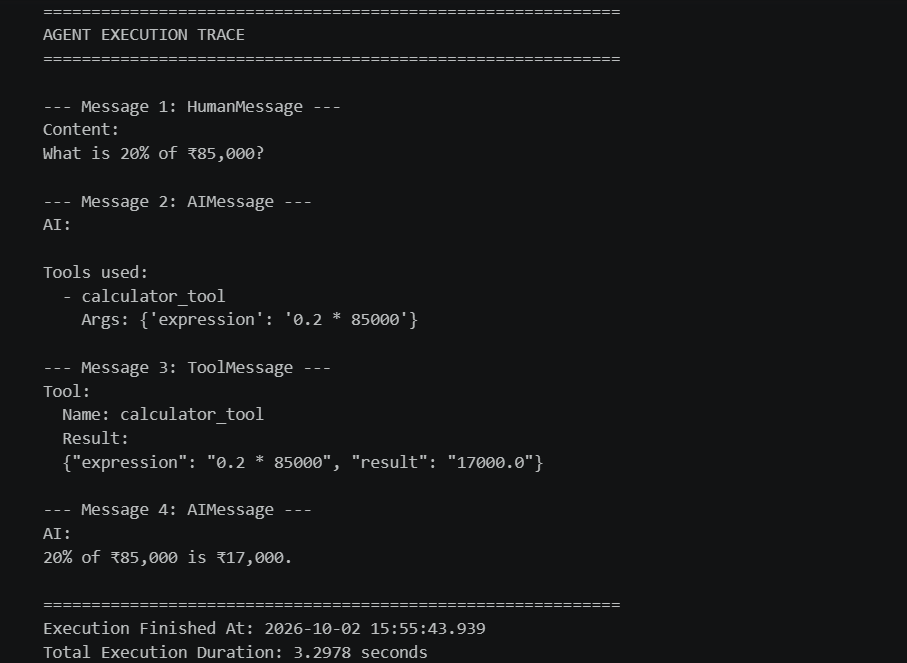 ============================================================
AGENT EXECUTION TRACE
============================================================
--- Message 1: HumanMessage ---
Content:
What is 20% of ₹85,000?
--- Message 2: AIMessage ---
AI:
Tools used:
  - calculator_tool
    Args: {'expression': '0.2 * 85000'}
--- Message 3: ToolMessage ---
Tool:
  Name: calculator_tool
  Result:
  {"expression": "0.2 * 85000", "result": "17000.0"}
--- Message 4: AIMessage ---
AI:
20% of ₹85,000 is ₹17,000.
============================================================
Execution Finished At: 2026-10-02 15:55:43.939
Total Execution Duration: 3.2978 seconds